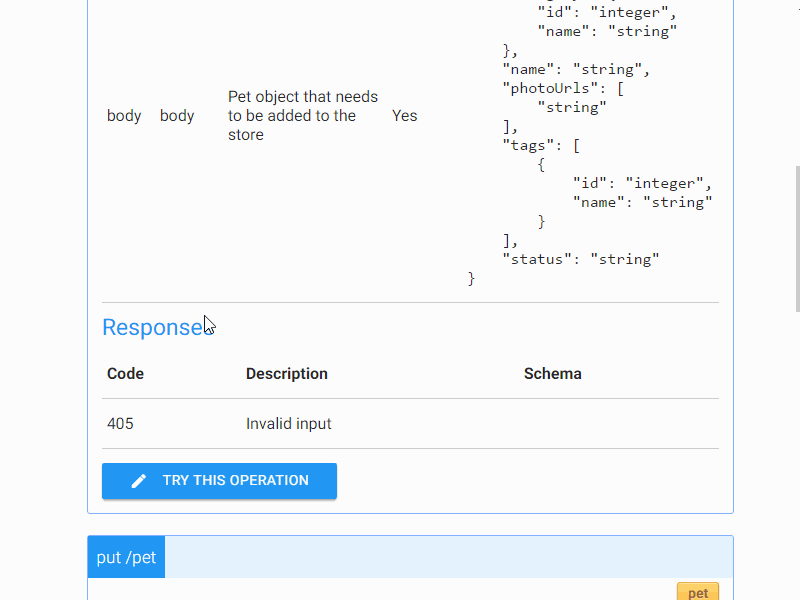 "id": "integer",
"name": "string"
},
"name": "string",
"photoUrls": [
"string"
],
"tags": [
{
"id": "integer",
"name": "string"
}
],
"status": "string"
}
body body Pet object that needs to be added to the store Yes
Responses
Code Description Schema
405 Invalid input
TRY THIS OPERATION
put /pet
pet